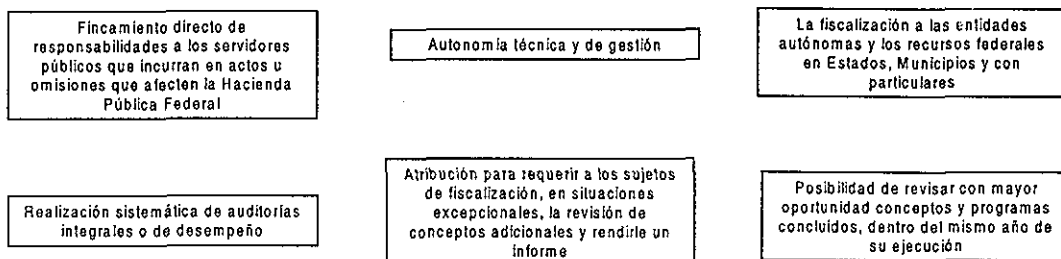 Fincamiento directo de
responsabilidades a los servidores
públicos que incurran en actos u
omisiones que afecten la Hacienda
Pública Federal
Autonomía técnica y de gestión
La fiscalización a las entidades
autónomas y los recursos federales
en Estados, Municipios y con
particulares
Realización sistemática de auditorías
integrales o de desempeño
Atribución para requerir a los sujetos
de fiscalización, en situaciones
excepcionales, la revisión de
conceptos adicionales y rendirle un
informe
Posibilidad de revisar con mayor
oportunidad conceptos y programas
concluidos, dentro del mismo año de
su ejecución